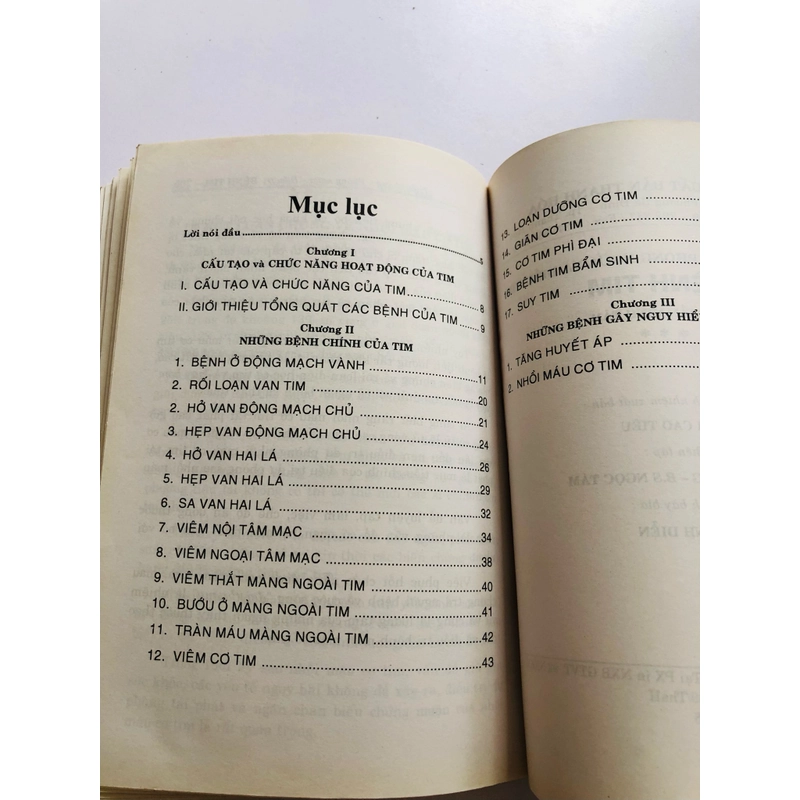 Mục lục
Lời nói đầu 5
Chương I
CẤU TẠO và CHỨC NĂNG HOẠT ĐỘNG CỦA TIM
I. CẤU TẠO VÀ CHỨC NĂNG CỦA TIM 8
II. GIỚI THIỆU TỔNG QUÁT CÁC BỆNH CỦA TIM 9
Chương II
NHỮNG BỆNH CHÍNH CỦA TIM
1. BỆNH Ở ĐỘNG MẠCH VÀNH 11
2. RỐI LOẠN VAN TIM 20
2. HỞ VAN ĐỘNG MẠCH CHỦ 21
3. HẸP VAN ĐỘNG MẠCH CHỦ 24
4. HỞ VAN HAI LÁ 26
5. HẸP VAN HAI LÁ 29
6. SA VAN HAI LÁ 32
7. VIÊM NỘI TÂM MẠC 34
8. VIÊM NGOẠI TÂM MẠC 38
9. VIÊM THẮT MÀNG NGOÀI TIM 40
10. BƯỚU Ở MÀNG NGOÀI TIM 41
11. TRÀN MÁU MÀNG NGOÀI TIM 42
12. VIÊM CƠ TIM 43
13. LOẠN DƯỠNG CƠ TIM
14. GIÃN CƠ TIM
15. CƠ TIM PHÌ ĐẠI
16. BỆNH TIM BẨM SINH
17. SUY TIM
Chương III
NHỮNG BỆNH GÂY NGUY HIỂ
1. TĂNG HUYẾT ÁP
2. NHỒI MÁU CƠ TIM